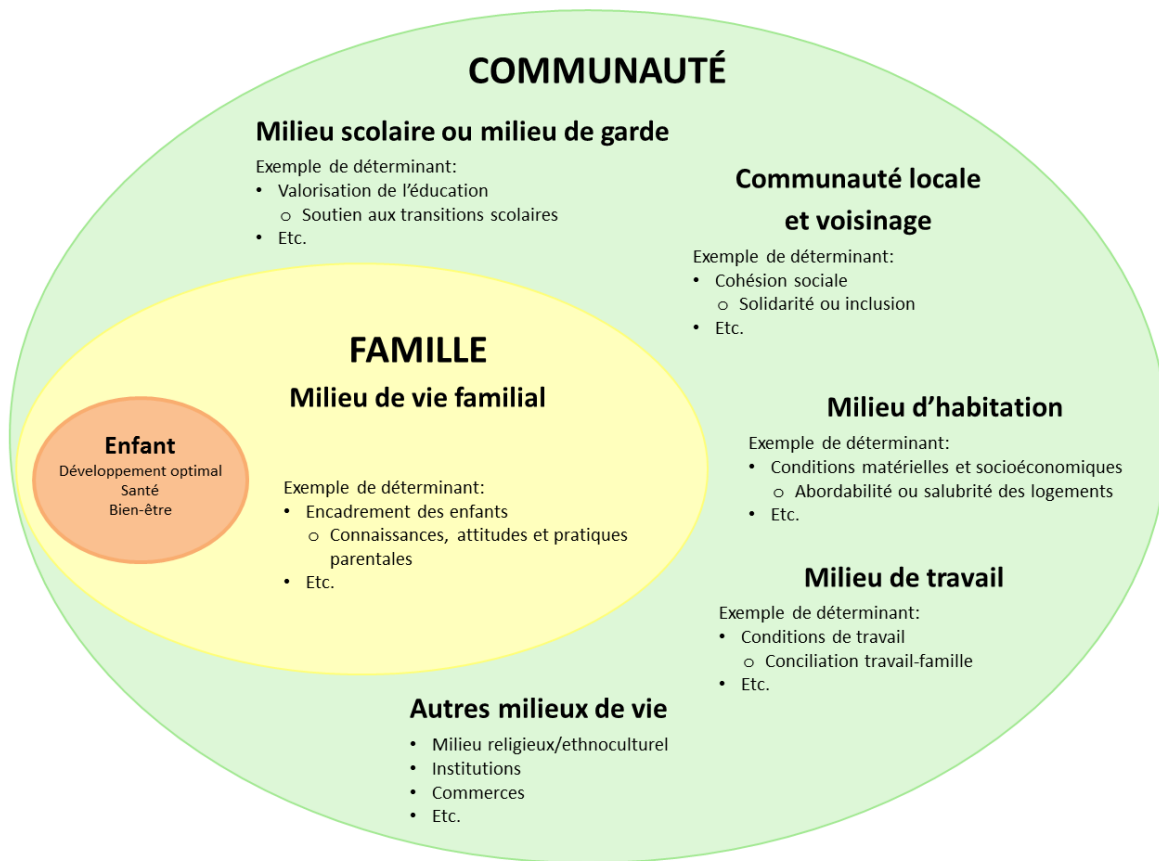 COMMUNAUTÉ
Milieu scolaire ou milieu de garde
Exemple de déterminant:
• Valorisation de l'éducation
o Soutien aux transitions scolaires
• Etc.
Communauté locale
et voisinage
Exemple de déterminant:
• Cohésion sociale
o Solidarité ou inclusion
• Etc.
FAMILLE
Milieu de vie familial
Exemple de déterminant:
• Encadrement des enfants
o Connaissances, attitudes et pratiques
parentales
• Etc.
Enfant
Développement optimal
Santé
Bien-être
Milieu d'habitation
Exemple de déterminant:
• Conditions matérielles et socioéconomiques
o Abordabilité ou salubrité des logements
• Etc.
Milieu de travail
Exemple de déterminant:
• Conditions de travail
o Conciliation travail-famille
• Etc.
Autres milieux de vie
• Milieu religieux/ethnoculturel
• Institutions
• Commerces
• Etc.